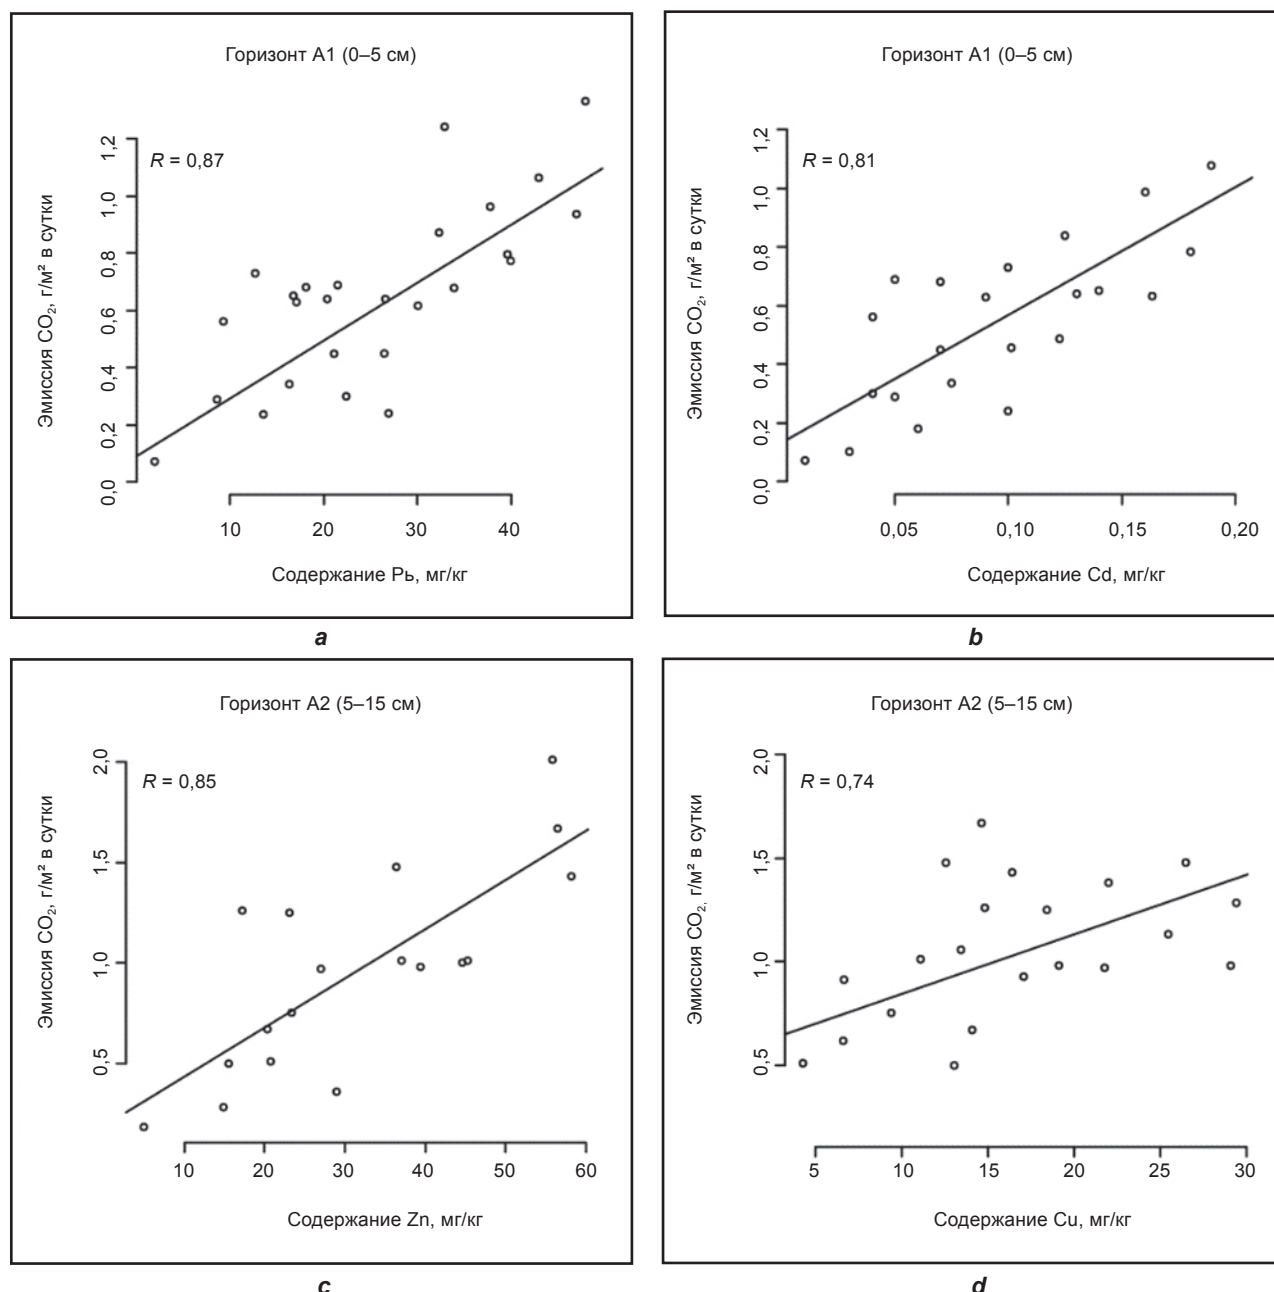 Горизонт А1 (0–5 см)
R = 0,87
Эмиссия CO₂, г/м² в сутки
0,0 0,2 0,4 0,6 0,8 1,0 1,2
10 20 30 40
Содержание Рь, мг/кг
a
Горизонт А1 (0–5 см)
R = 0,81
Эмиссия CO₂, г/м² в сутки
0,0 0,2 0,4 0,6 0,8 1,0 1,2
0,05 0,10 0,15 0,20
Содержание Cd, мг/кг
b
Горизонт А2 (5–15 см)
R = 0,85
Эмиссия CO₂, г/м² в сутки
0,5 1,0 1,5 2,0
10 20 30 40 50 60
Содержание Zn, мг/кг
c
Горизонт А2 (5–15 см)
R = 0,74
Эмиссия CO₂, г/м² в сутки
0,5 1,0 1,5 2,0
5 10 15 20 25 30
Содержание Cu, мг/кг
d